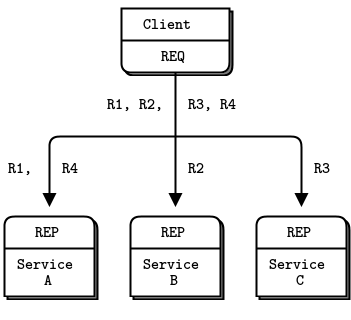 Client
REQ
R1, R2, R3, R4
R1, R4 R2 R3
REP REP REP
Service Service Service
A B C